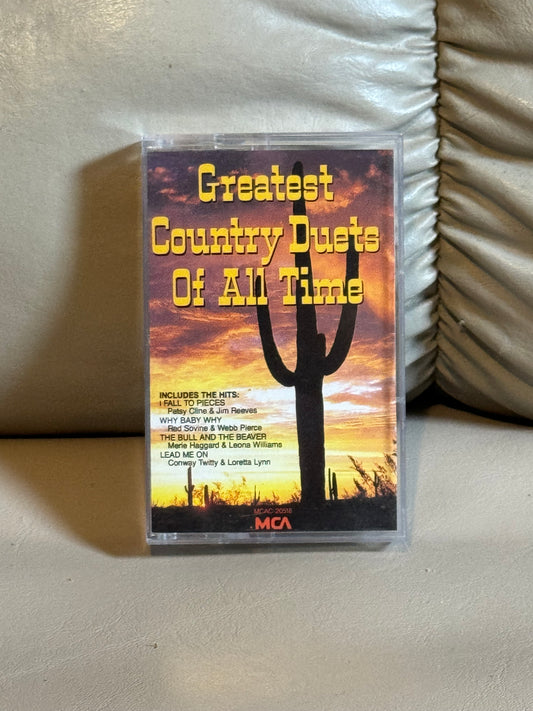 Greatest
Country Duets
Of All Time
INCLUDES THE HITS:
I FALL TO PIECES
Patsy Cline & Jim Reeves
WHY BABY WHY
Red Sovine & Webb Pierce
THE BULL AND THE BEAVER
Merle Haggard & Leona Williams
LEAD ME ON
Conway Twitty & Loretta Lynn
MCAC-20518
MCA